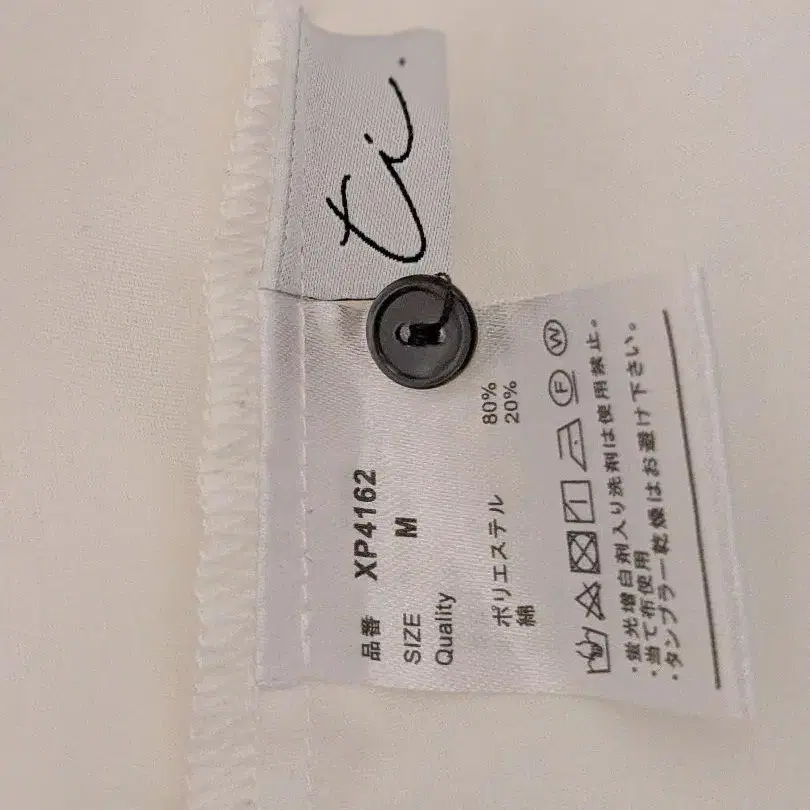 ti.
品番 XP4162
SIZE M
Quality
ポリエステル 80%
綿 20%
F W
・蛍光増白剤入り洗剤は使用禁止。
・当て布使用
・タンブラー乾燥はお避け下さい。